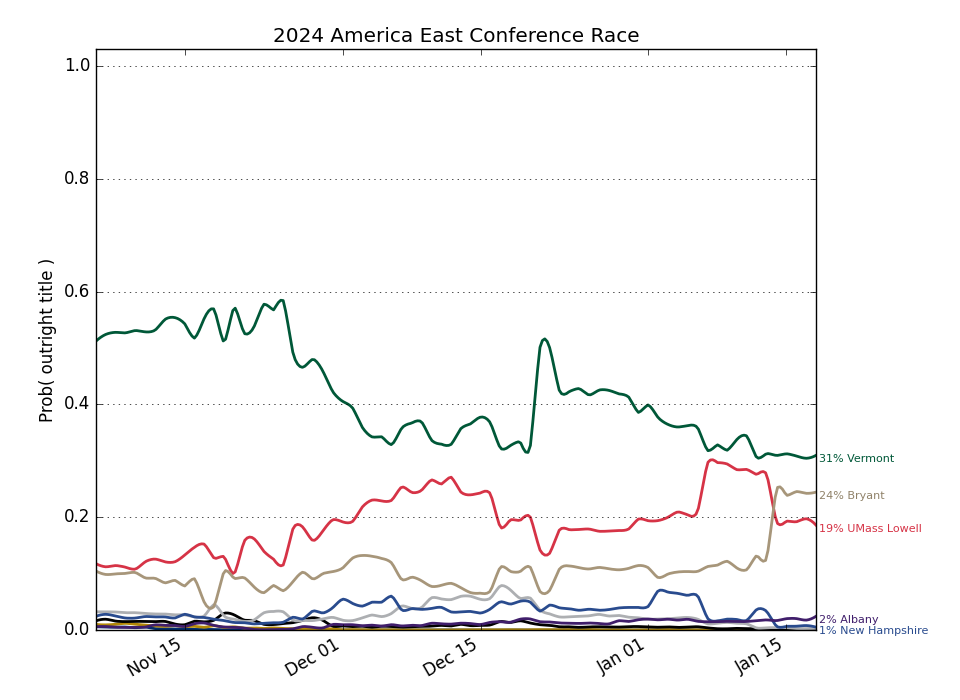 2024 America East Conference Race
Prob( outright title )
1.0
0.8
0.6
0.4
0.2
0.0
31% Vermont
24% Bryant
19% UMass Lowell
2% Albany
1% New Hampshire
Nov 15
Dec 01
Dec 15
Jan 01
Jan 15